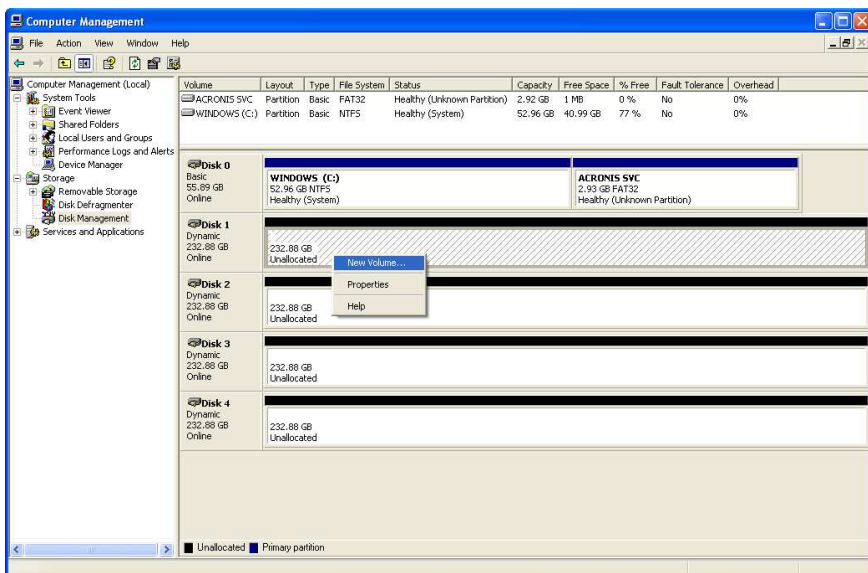 Computer Management
File Action View Window Help
Computer Management (Local)
System Tools
Event Viewer
Shared Folders
Local Users and Groups
Performance Logs and Alerts
Device Manager
Storage
Removable Storage
Disk Defragmenter
Disk Management
Services and Applications
Volume Layout Type File System Status Capacity Free Space % Free Fault Tolerance Overhead
ACRONIS SVC Partition Basic FAT32 Healthy (Unknown Partition) 2.92 GB 1 MB 0 % No 0%
WINDOWS (C:) Partition Basic NTFS Healthy (System) 52.96 GB 40.99 GB 77 % No 0%
Disk 0
Basic
55.89 GB
Online
WINDOWS (C:)
52.96 GB NTFS
Healthy (System)
ACRONIS SVC
2.93 GB FAT32
Healthy (Unknown Partition)
Disk 1
Dynamic
232.88 GB
Online
232.88 GB
Unallocated
New Volume...
Properties
Help
Disk 2
Dynamic
232.88 GB
Online
232.88 GB
Unallocated
Disk 3
Dynamic
232.88 GB
Online
232.88 GB
Unallocated
Disk 4
Dynamic
232.88 GB
Online
232.88 GB
Unallocated
Unallocated Primary partition